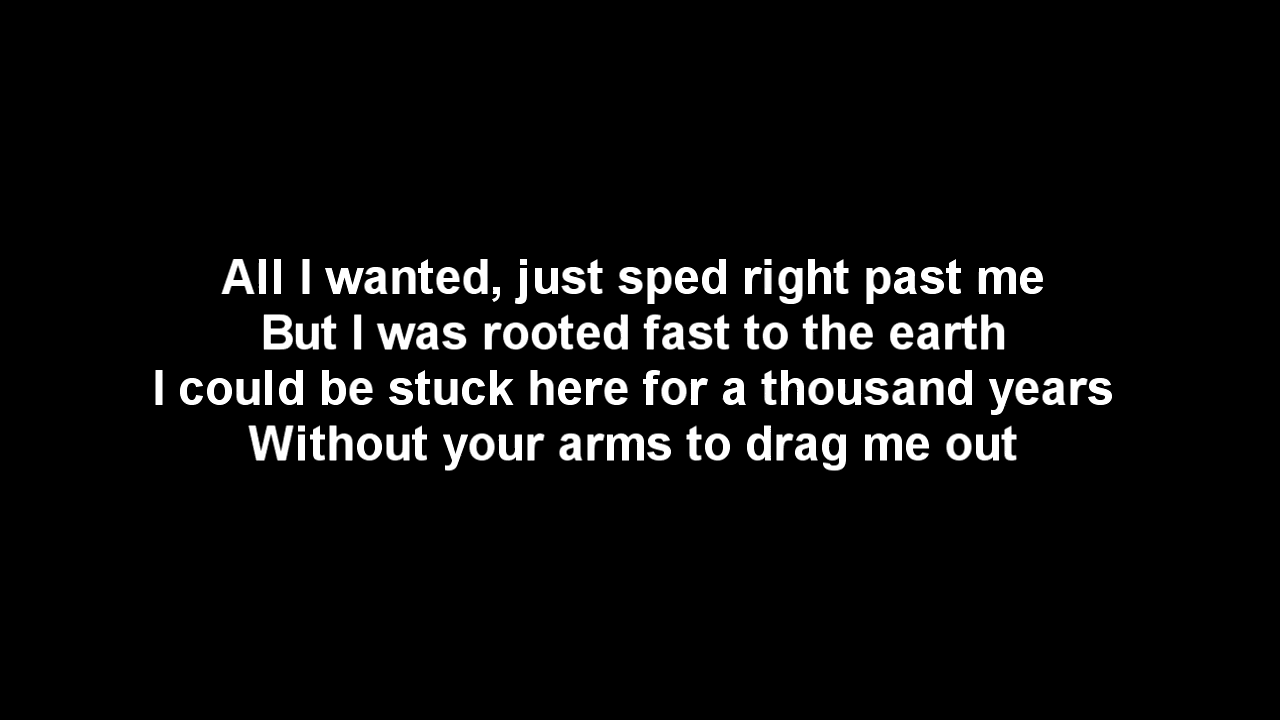 All I wanted, just sped right past me
But I was rooted fast to the earth
I could be stuck here for a thousand years
Without your arms to drag me out